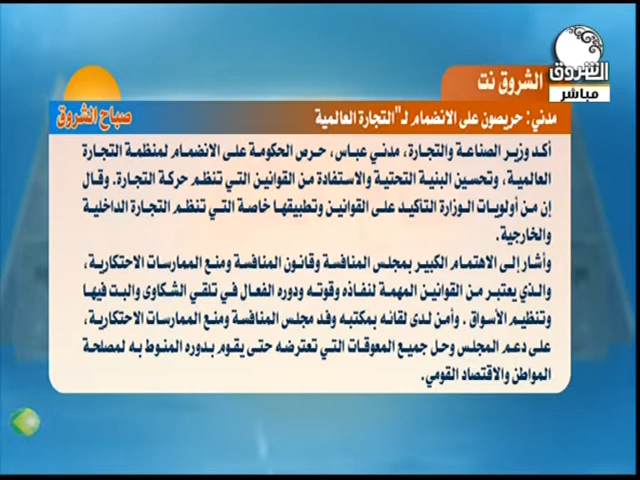 الشروق
مباشر
الشروق نت
مدني: حريصون على الانضمام لـ"التجارة العالمية
صباح الشروق
أكد وزير الصناعة والتجارة، مدني عباس، حرص الحكومة على الانضمام لمنظمة التجارة
العالمية، وتحسين البنية التحتية والاستفادة من القوانين التي تنظم حركة التجارة. وقال
إن من أولويات الوزارة التأكيد على القوانين وتطبيقها خاصة التي تنظم التجارة الداخلية
والخارجية.
وأشار إلى الاهتمام الكبير بمجلس المنافسة وقانون المنافسة ومنع الممارسات الاحتكارية،
والذي يعتبر من القوانين المهمة لنفاذه وقوته ودوره الفعال في تلقي الشكاوى والبت فيها
وتنظيم الأسواق. وأمن لدى لقائه بمكتبه وفد مجلس المنافسة ومنع الممارسات الاحتكارية،
على دعم المجلس وحل جميع المعوقات التي تعترضه حتى يقوم بدوره المنوط به لمصلحة
المواطن والاقتصاد القومي.